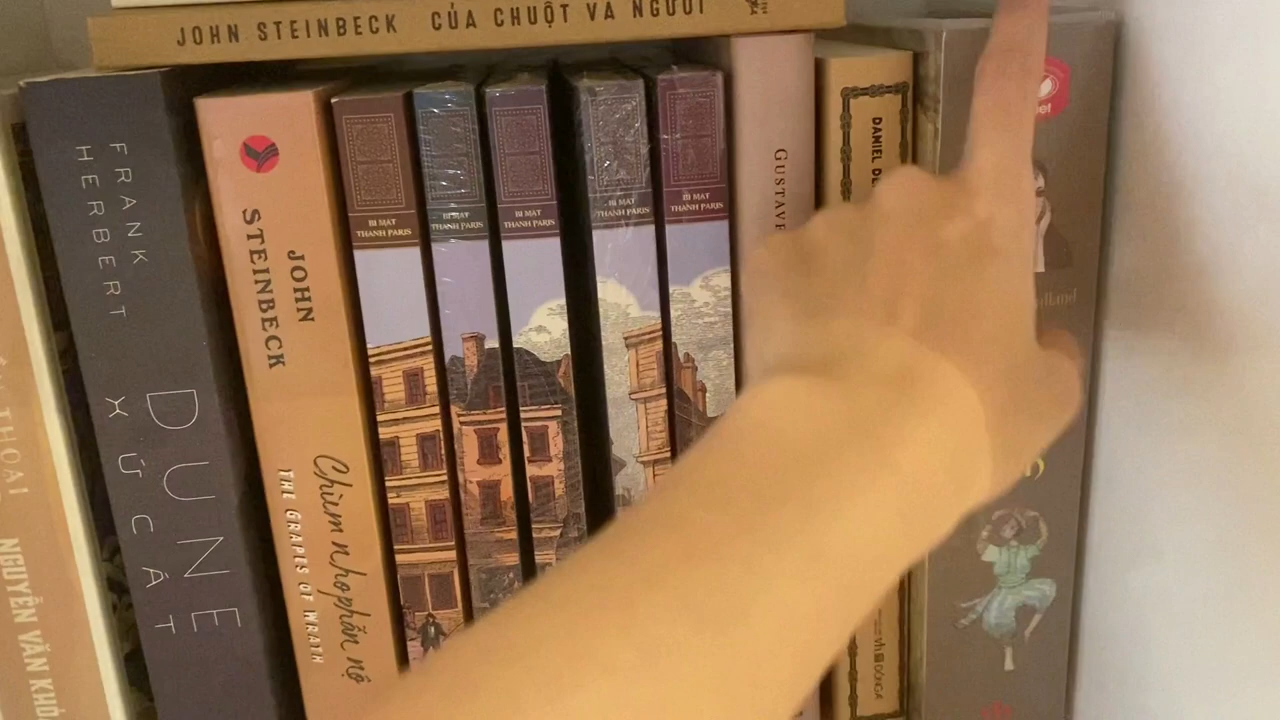 JOHN STEINBECK CỦA CHUỘT VÀ NGƯỜI
THOẠI
NGUYỄN VĂN KHỎA
FRANK
HERBERT
DUNE
XỨ CÁT
JOHN
STEINBECK
Chùm nho phẫn nộ
THE GRAPES OF WRATH
BÍ MẬT
THÀNH PARIS
BÍ MẬT
THÀNH PARIS
BÍ MẬT
THÀNH PARIS
BÍ MẬT
THÀNH PARIS
BÍ MẬT
THÀNH PARIS
GUSTAVE
DANIEL
ĐÔNG A